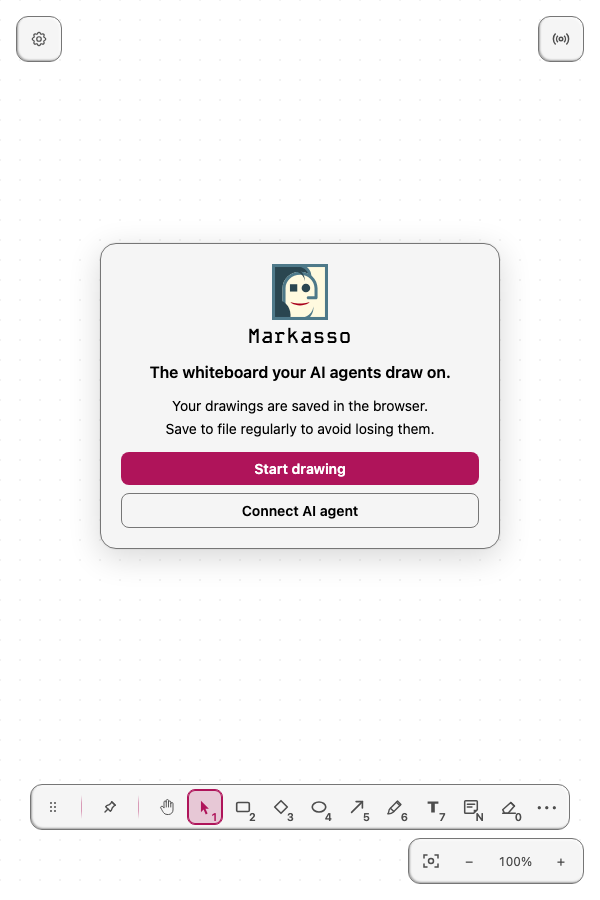 Markasso
The whiteboard your AI agents draw on.
Your drawings are saved in the browser.
Save to file regularly to avoid losing them.
Start drawing
Connect AI agent
1 2 3 4 5 6 T 7 N 0
100%